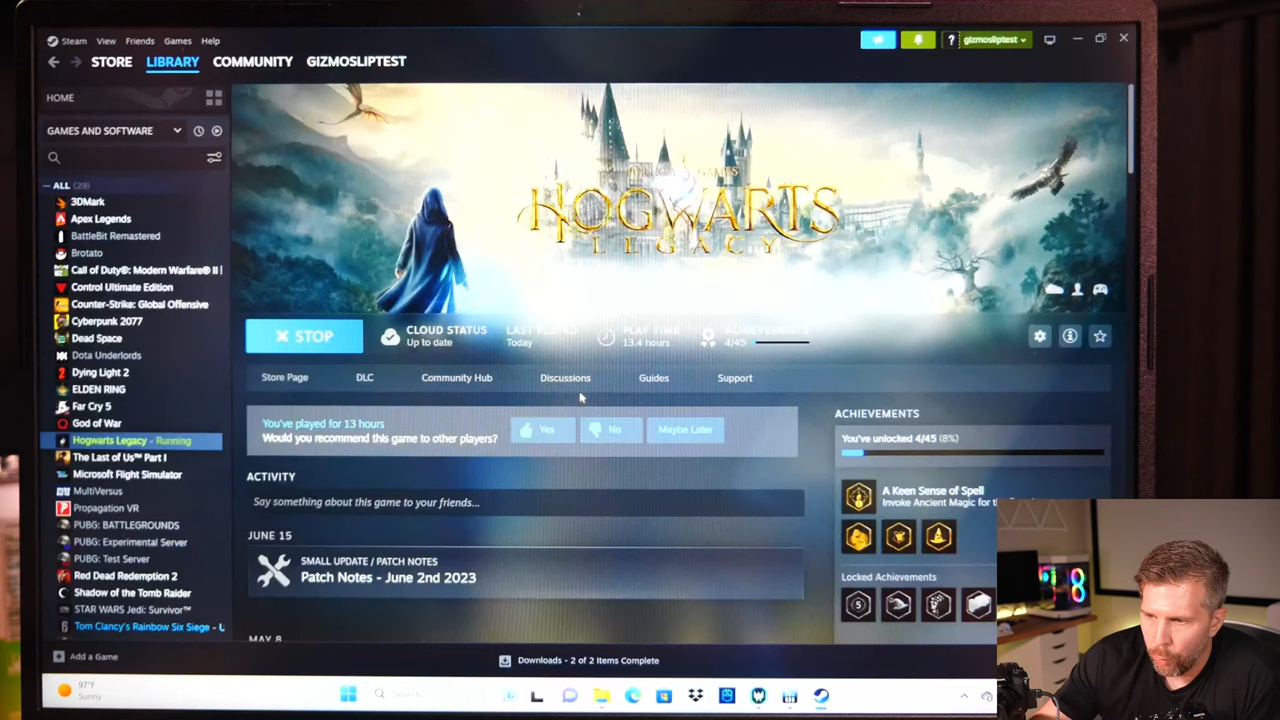 Steam View Friends Games Help
? gizmosliptest
STORE LIBRARY COMMUNITY GIZMOSLIPTEST
HOME
GAMES AND SOFTWARE
ALL (29)
3DMark
Apex Legends
BattleBit Remastered
Brotato
Call of Duty®: Modern Warfare® II |
Control Ultimate Edition
Counter-Strike: Global Offensive
Cyberpunk 2077
Dead Space
Dota Underlords
Dying Light 2
ELDEN RING
Far Cry 5
God of War
Hogwarts Legacy - Running
The Last of Us™ Part I
Microsoft Flight Simulator
MultiVersus
Propagation VR
PUBG: BATTLEGROUNDS
PUBG: Experimental Server
PUBG: Test Server
Red Dead Redemption 2
Shadow of the Tomb Raider
STAR WARS Jedi: Survivor™
Tom Clancy's Rainbow Six Siege - U
Add a Game
HOGWARTS
LEGACY
STOP
CLOUD STATUS
Up to date
LAST PLAYED
Today
PLAY TIME
13.4 hours
ACHIEVEMENTS
4/45
Store Page DLC Community Hub Discussions Guides Support
You've played for 13 hours
Would you recommend this game to other players?
Yes No Maybe Later
ACTIVITY
Say something about this game to your friends...
JUNE 15
SMALL UPDATE / PATCH NOTES
Patch Notes - June 2nd 2023
MAY 8
ACHIEVEMENTS
You've unlocked 4/45 (8%)
A Keen Sense of Spell
Invoke Ancient Magic for th
Locked Achievements
Downloads - 2 of 2 Items Complete
97°F
Sunny
Search